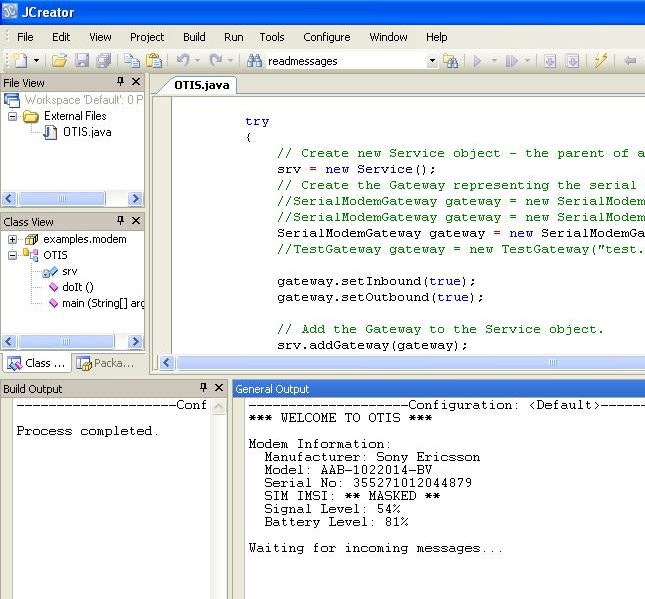 JCreator
File Edit View Project Build Run Tools Configure Window Help
readmessages
File View
Workspace 'Default': 0 P
External Files
OTIS.java
Class View
examples.modem
OTIS
srv
doIt ()
main (String[] arg
Class ... Packa...
OTIS.java
try
{
// Create new Service object - the parent of a
srv = new Service();
// Create the Gateway representing the serial
//SerialModemGateway gateway = new SerialModem
//SerialModemGateway gateway = new SerialModem
SerialModemGateway gateway = new SerialModemGa
//TestGateway gateway = new TestGateway("test.
gateway.setInbound(true);
gateway.setOutbound(true);
// Add the Gateway to the Service object.
srv.addGateway(gateway);
Build Output
--------------------Conf
Process completed.
General Output
--------------------Configuration: <Default>------
*** WELCOME TO OTIS ***
Modem Information:
Manufacturer: Sony Ericsson
Model: AAB-1022014-BV
Serial No: 355271012044879
SIM IMSI: ** MASKED **
Signal Level: 54%
Battery Level: 81%
Waiting for incoming messages...